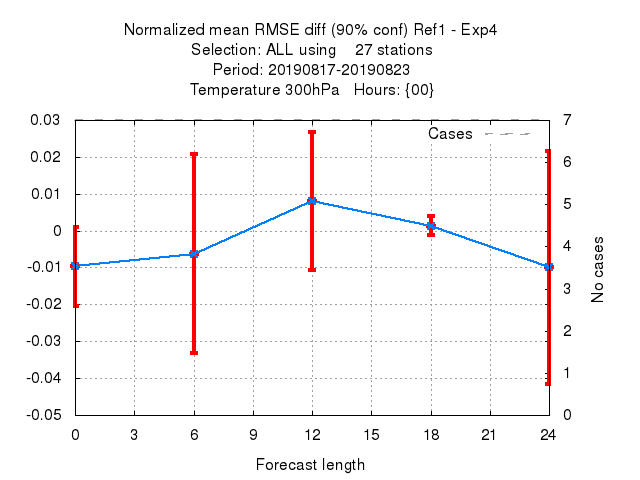 Normalized mean RMSE diff (90% conf) Ref1 - Exp4
Selection: ALL using    27 stations
Period: 20190817-20190823
Temperature 300hPa   Hours: {00}
0.03
0.02
0.01
0
-0.01
-0.02
-0.03
-0.04
-0.05
Cases
7
6
5
4
3
2
1
0
No cases
0 3 6 9 12 15 18 21 24
Forecast length